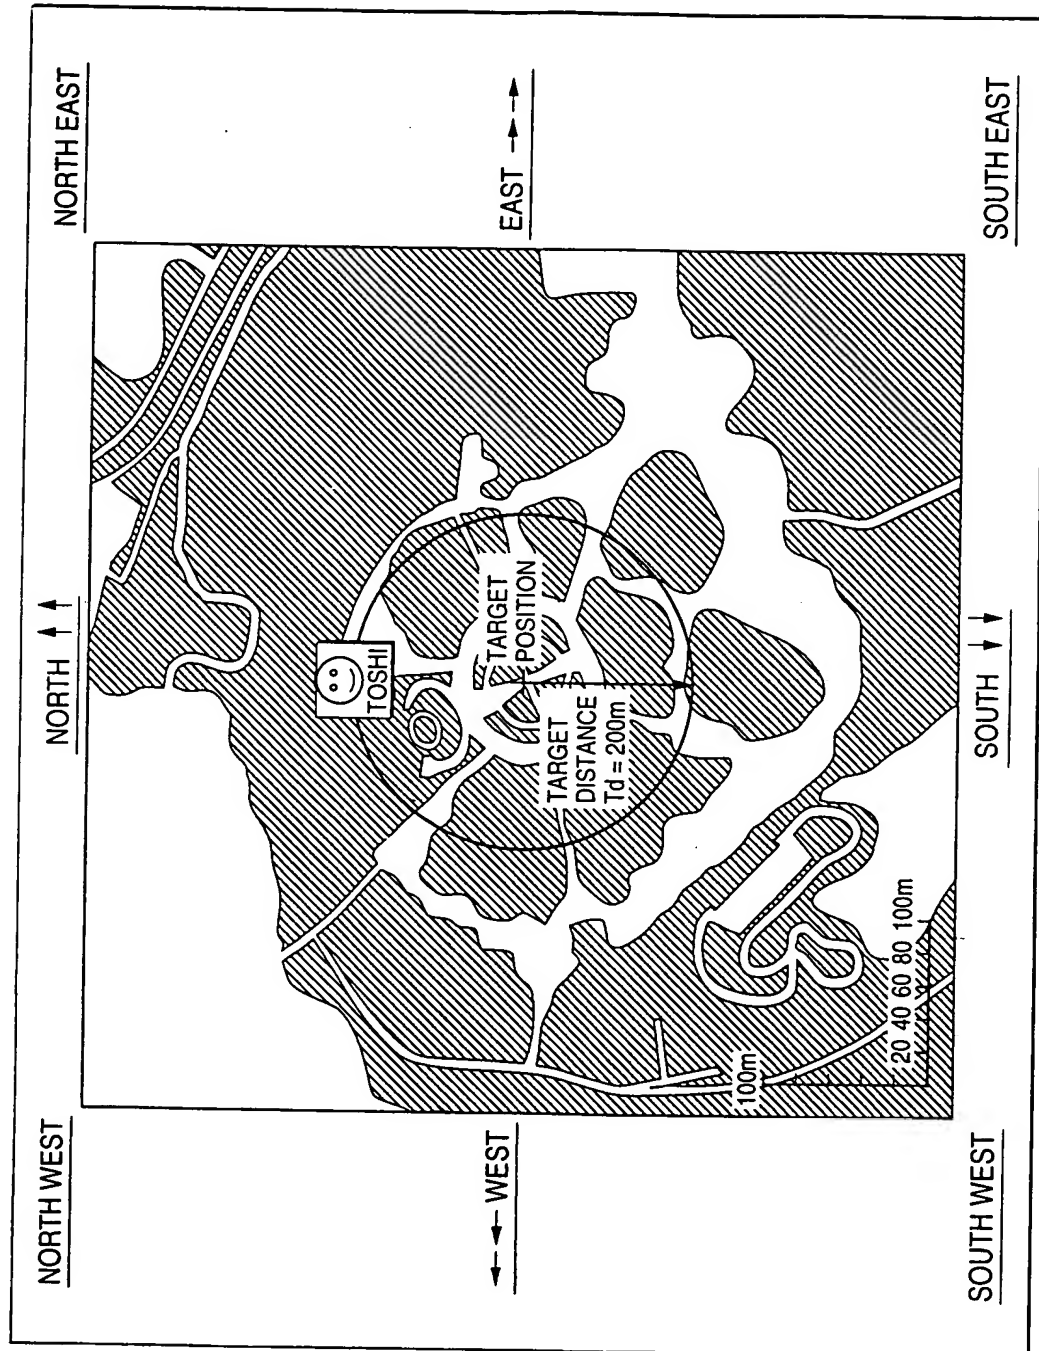 NORTH WEST
NORTH
NORTH EAST
TOSHI
WEST
TARGET
POSITION
EAST
TARGET
DISTANCE
Td = 200m
100m
20 40 60 80 100m
SOUTH WEST
SOUTH
SOUTH EAST